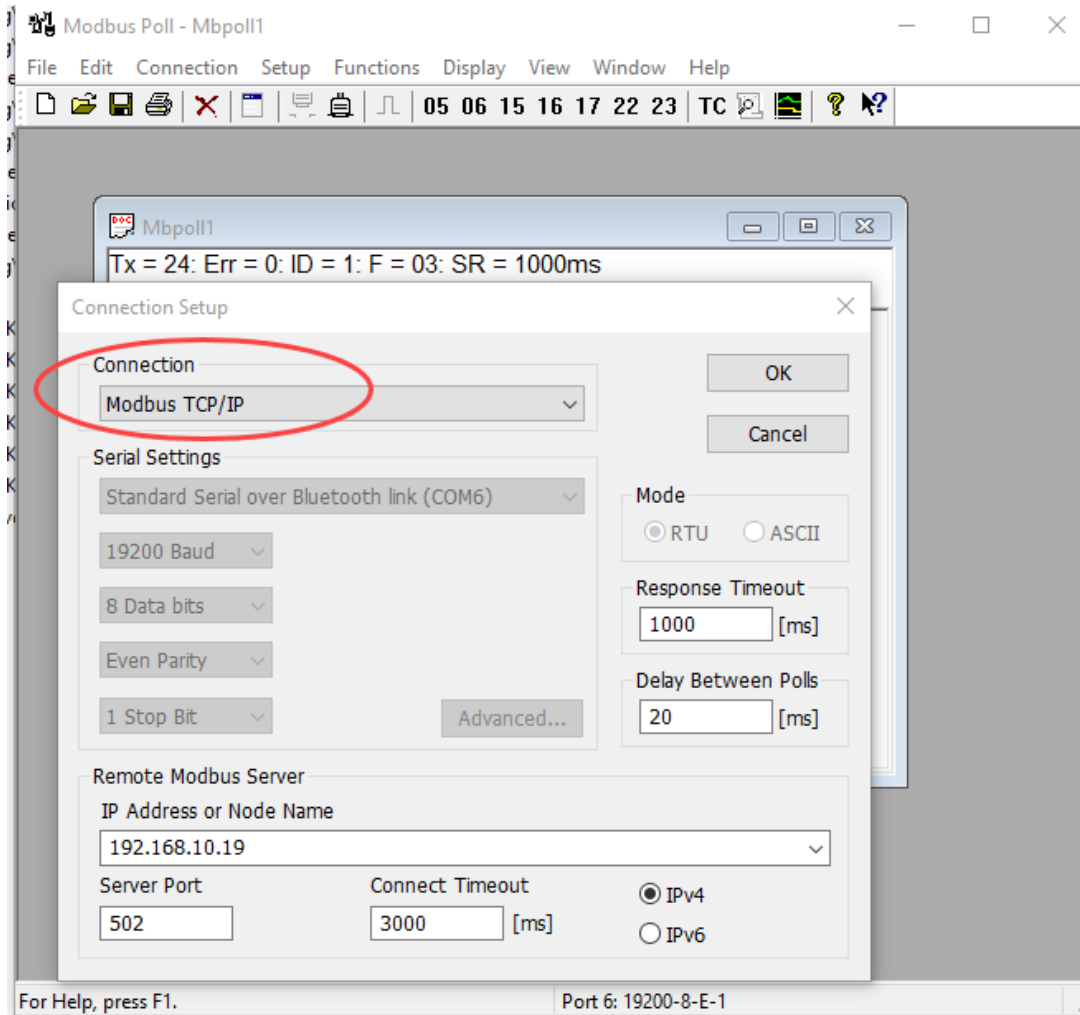 Modbus Poll - Mbpoll1
File Edit Connection Setup Functions Display View Window Help
05 06 15 16 17 22 23 TC
Mbpoll1
Tx = 24: Err = 0: ID = 1: F = 03: SR = 1000ms
Connection Setup
Connection
Modbus TCP/IP
OK
Cancel
Serial Settings
Standard Serial over Bluetooth link (COM6)
Mode
RTU ASCII
19200 Baud
8 Data bits
Response Timeout
1000 [ms]
Even Parity
Delay Between Polls
1 Stop Bit
Advanced...
20 [ms]
Remote Modbus Server
IP Address or Node Name
192.168.10.19
Server Port Connect Timeout
IPv4
502 3000 [ms]
IPv6
For Help, press F1. Port 6: 19200-8-E-1